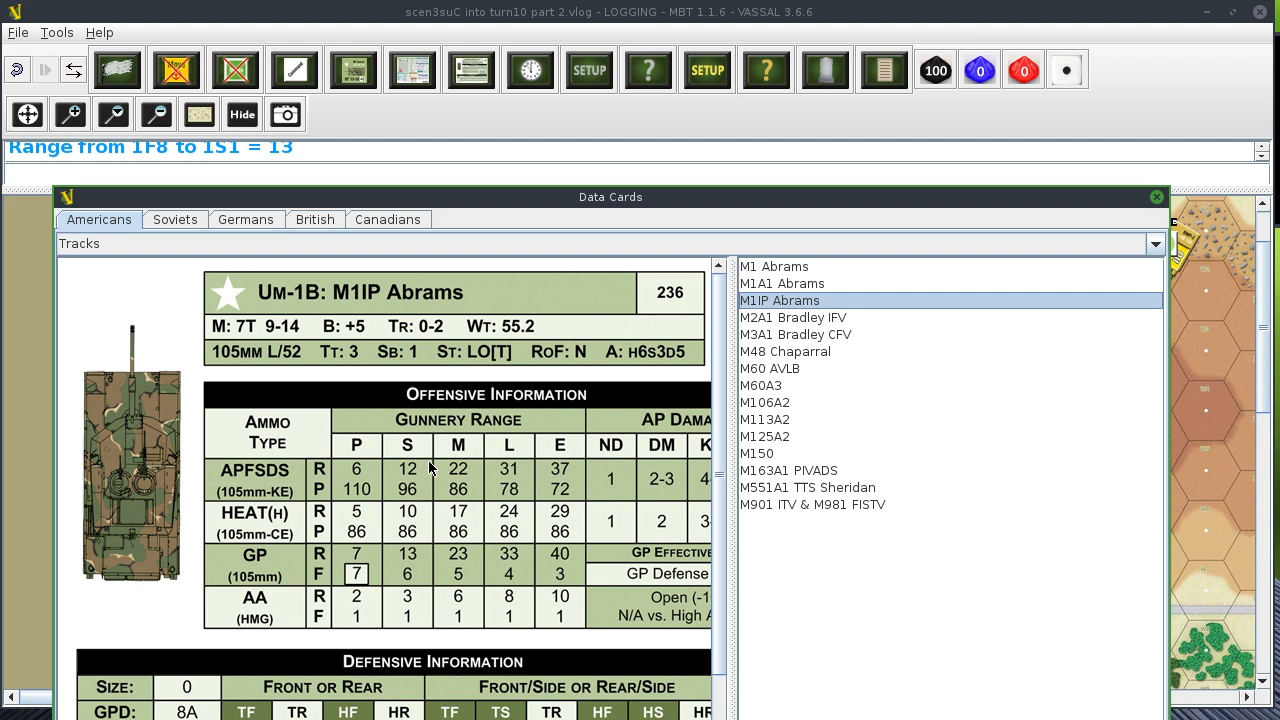 scen3suC into turn10 part 2.vlog - LOGGING - MBT 1.1.6 - VASSAL 3.6.6
File Tools Help
SETUP ? SETUP ? 100 0 0
Hide
Range from 1F8 to 1S1 = 13
Data Cards
Americans Soviets Germans British Canadians
Tracks
UM-1B: M1IP Abrams 236
M: 7T 9-14 B: +5 TR: 0-2 WT: 55.2
105MM L/52 TT: 3 SB: 1 ST: LO[T] ROF: N A: H6S3D5
OFFENSIVE INFORMATION
AMMO TYPE GUNNERY RANGE AP DAMA
P S M L E ND DM K
APFSDS (105mm-KE) R 6 12 22 31 37
P 110 96 86 78 72 1 2-3 4-
HEAT(H) (105mm-CE) R 5 10 17 24 29
P 86 86 86 86 86 1 2 3-
GP (105mm) R 7 13 23 33 40 GP EFFECTIVE
F 7 6 5 4 3 GP Defense
AA (HMG) R 2 3 6 8 10 Open (-1
F 1 1 1 1 1 N/A vs. High A
DEFENSIVE INFORMATION
SIZE: 0 FRONT OR REAR FRONT/SIDE OR REAR/SIDE
GPD: 8A TF TR HF HR TF TS TR HF HS HR
M1 Abrams
M1A1 Abrams
M1IP Abrams
M2A1 Bradley IFV
M3A1 Bradley CFV
M48 Chaparral
M60 AVLB
M60A3
M106A2
M113A2
M125A2
M150
M163A1 PIVADS
M551A1 TTS Sheridan
M901 ITV & M981 FISTV